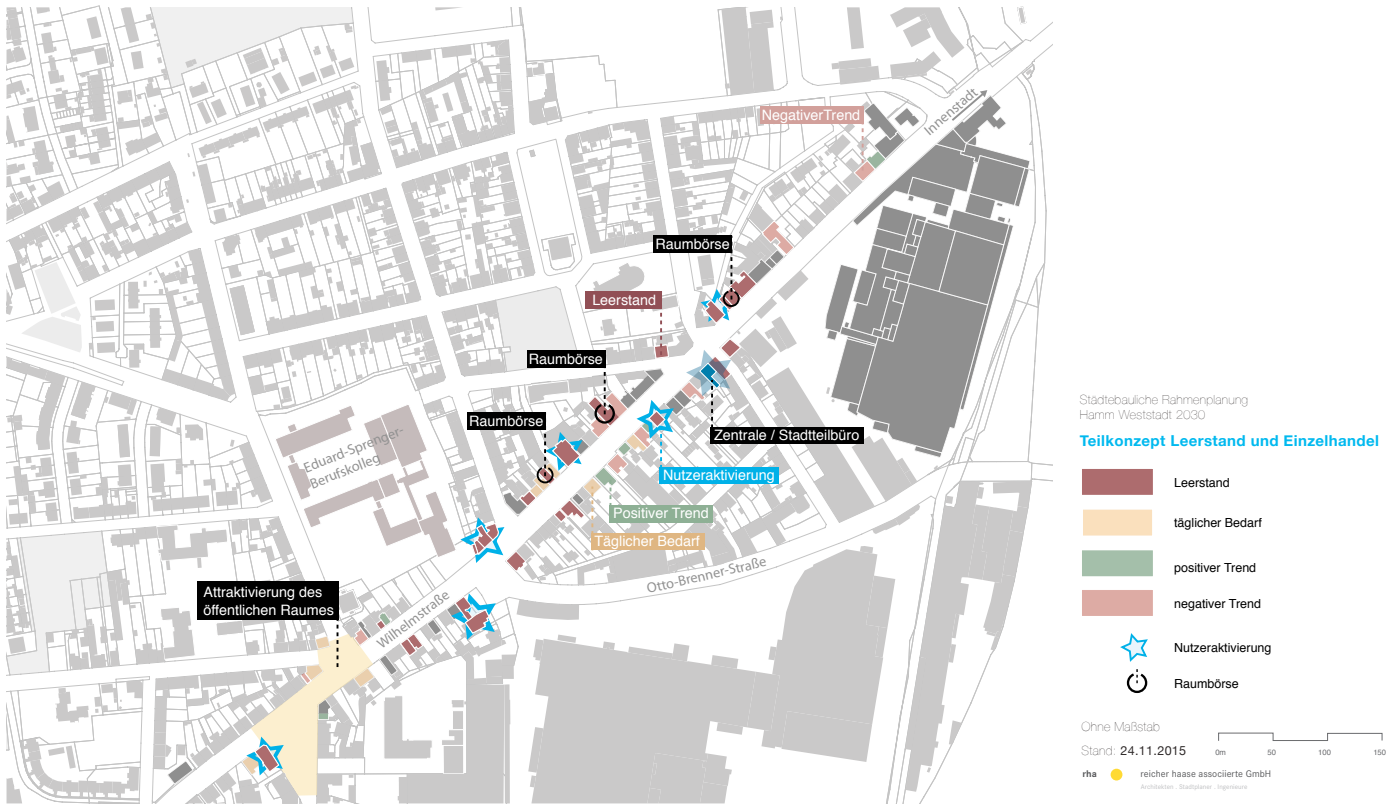 Innenstadt
NegativerTrend
Raumbörse
Leerstand
Raumbörse
Raumbörse
Eduard-Sprenger-
Berufskolleg
Zentrale / Stadtteilbüro
Nutzeraktivierung
Positiver Trend
Täglicher Bedarf
Otto-Brenner-Straße
Attraktivierung des
öffentlichen Raumes
Wilhelmstraße
Städtebauliche Rahmenplanung
Hamm Weststadt 2030
Teilkonzept Leerstand und Einzelhandel
Leerstand
täglicher Bedarf
positiver Trend
negativer Trend
Nutzeraktivierung
Raumbörse
Ohne Maßstab
Stand: 24.11.2015
0m 50 100 150
rha reicher haase associierte GmbH
Architekten . Stadtplaner . Ingenieure